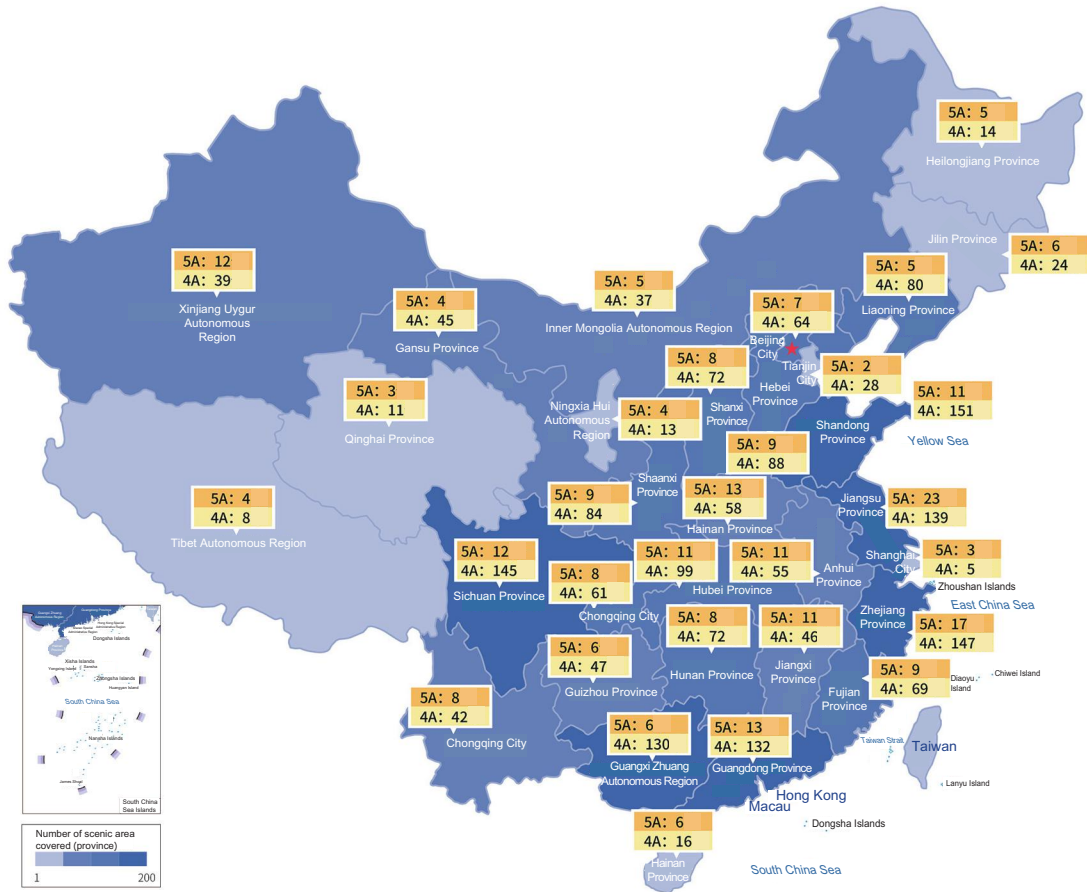 5A: 5
4A: 14
Heilongjiang Province
Jilin Province
5A: 6
4A: 24
5A: 5
4A: 80
Liaoning Province
5A: 12
4A: 39
Xinjiang Uygur
Autonomous
Region
5A: 4
4A: 45
Gansu Province
5A: 5
4A: 37
Inner Mongolia Autonomous Region
5A: 7
4A: 64
Beijing
City
Tianjin
City
5A: 2
4A: 28
5A: 8
4A: 72
Shanxi
Province
Hebei
Province
5A: 11
4A: 151
Shandong
Province
Yellow Sea
5A: 3
4A: 11
Qinghai Province
Ningxia Hui
Autonomous
Region
5A: 4
4A: 13
5A: 9
4A: 88
Shaanxi
Province
5A: 9
4A: 84
5A: 13
4A: 58
Hainan Province
Jiangsu
Province
5A: 23
4A: 139
5A: 4
4A: 8
Tibet Autonomous Region
5A: 12
4A: 145
Sichuan Province
5A: 8
4A: 61
Chongqing City
5A: 11
4A: 99
Hubei Province
5A: 11
4A: 55
Anhui
Province
Shanghai
City
5A: 3
4A: 5
Zhoushan Islands
East China Sea
Zhejiang
Province
5A: 17
4A: 147
5A: 6
4A: 47
Guizhou Province
5A: 8
4A: 72
Hunan Province
5A: 11
4A: 46
Jiangxi
Province
5A: 9
4A: 69
Fujian
Province
Diaoyu
Island
Chiwei Island
5A: 8
4A: 42
Chongqing City
5A: 6
4A: 130
Guangxi Zhuang
Autonomous Region
5A: 13
4A: 132
Guangdong Province
Taiwan Strait
Taiwan
Lanyu Island
Hong Kong
Macau
Dongsha Islands
5A: 6
4A: 16
Hainan
Province
South China Sea
Dongsha Islands
Xisha Islands
Yongxing Island
Zhongsha Islands
Huangyan Island
South China Sea
Nansha Islands
South China
Sea Islands
Number of scenic area
covered (province)
1
200